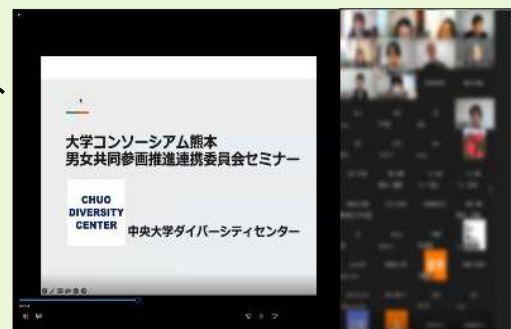 大学コンソーシアム熊本
男女共同参画推進連携委員会セミナー
CHUO
DIVERSITY
CENTER
中央大学ダイバーシティセンター